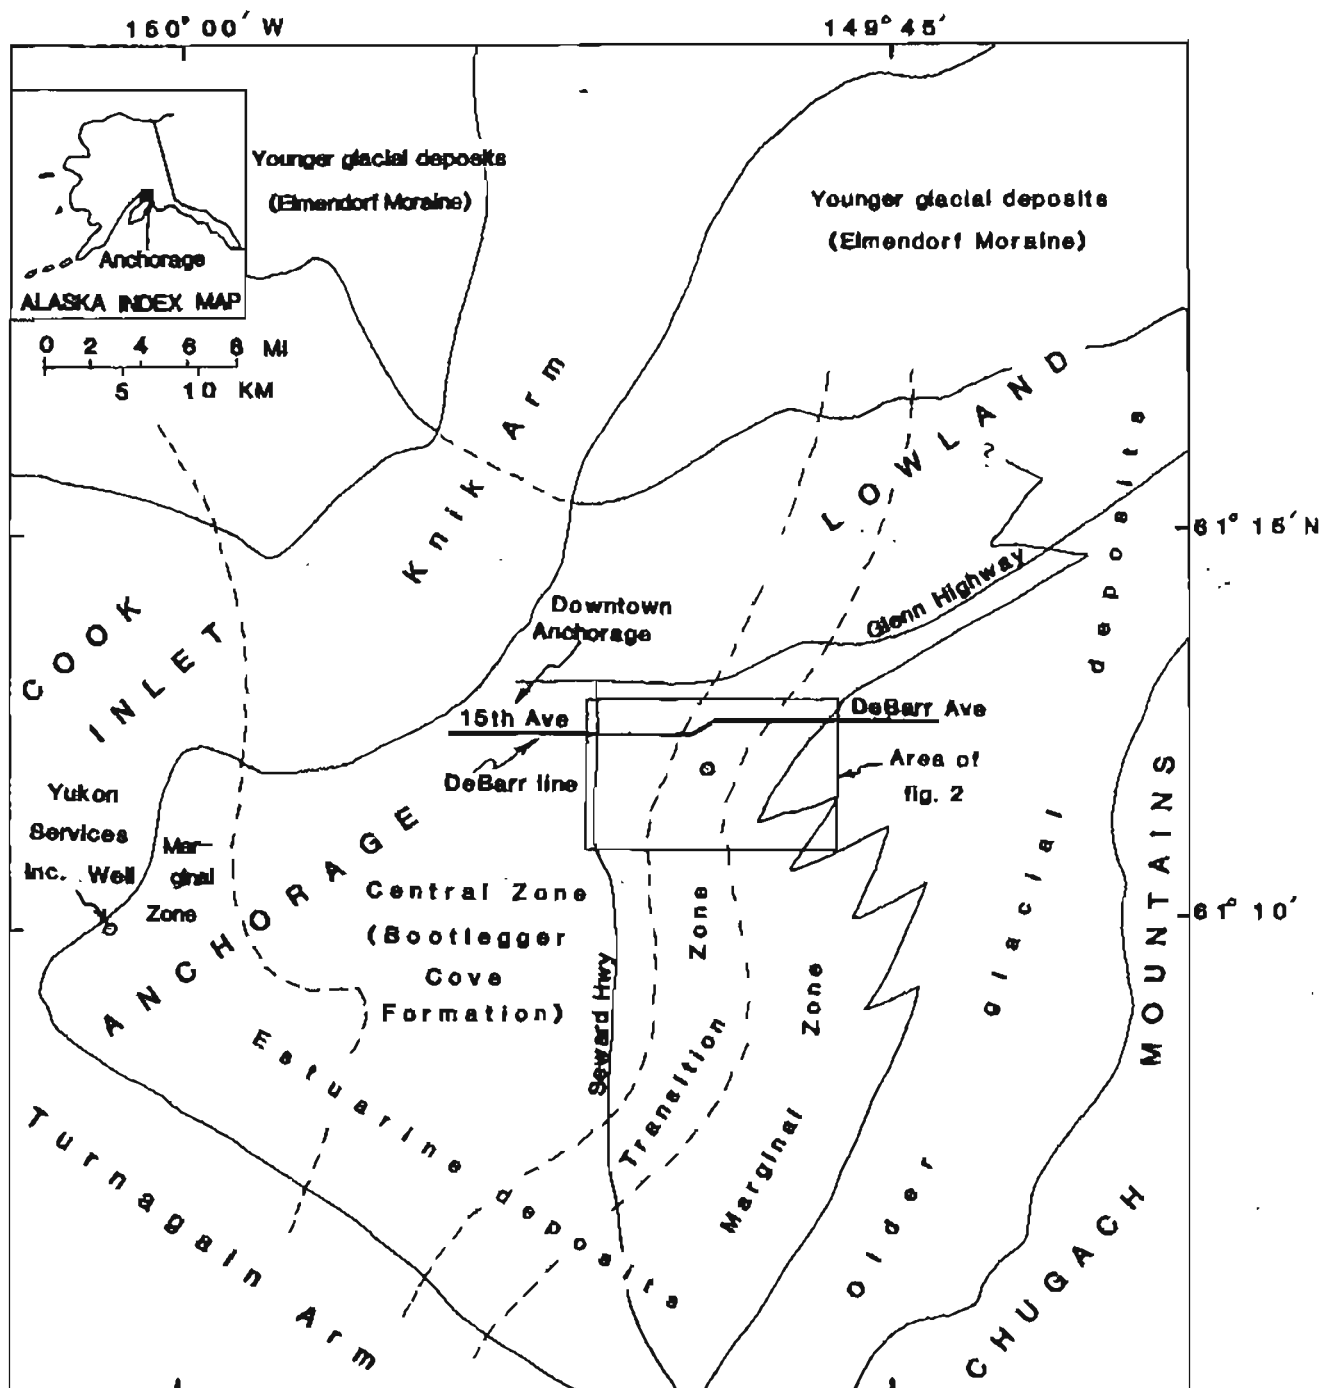 150° 00′ W
149° 45′
Younger glacial deposits
(Elmendorf Moraine)
Younger glacial deposits
(Elmendorf Moraine)
Anchorage
ALASKA INDEX MAP
0 2 4 6 8 MI
5 10 KM
Knik Arm
LOWLAND
?
61° 15′ N
Glenn Highway
COOK
INLET
Downtown
Anchorage
15th Ave
DeBarr Ave
DeBarr line
Area of
fig. 2
Yukon
Services
Inc. Well
Mar-
ginal
Zone
ANCHORAGE
Central Zone
(Bootlegger
Cove
Formation)
61° 10′
Seward Hwy
Transition Zone
Marginal Zone
Older glacial deposits
CHUGACH MOUNTAINS
Estuarine deposits
Turnagain Arm